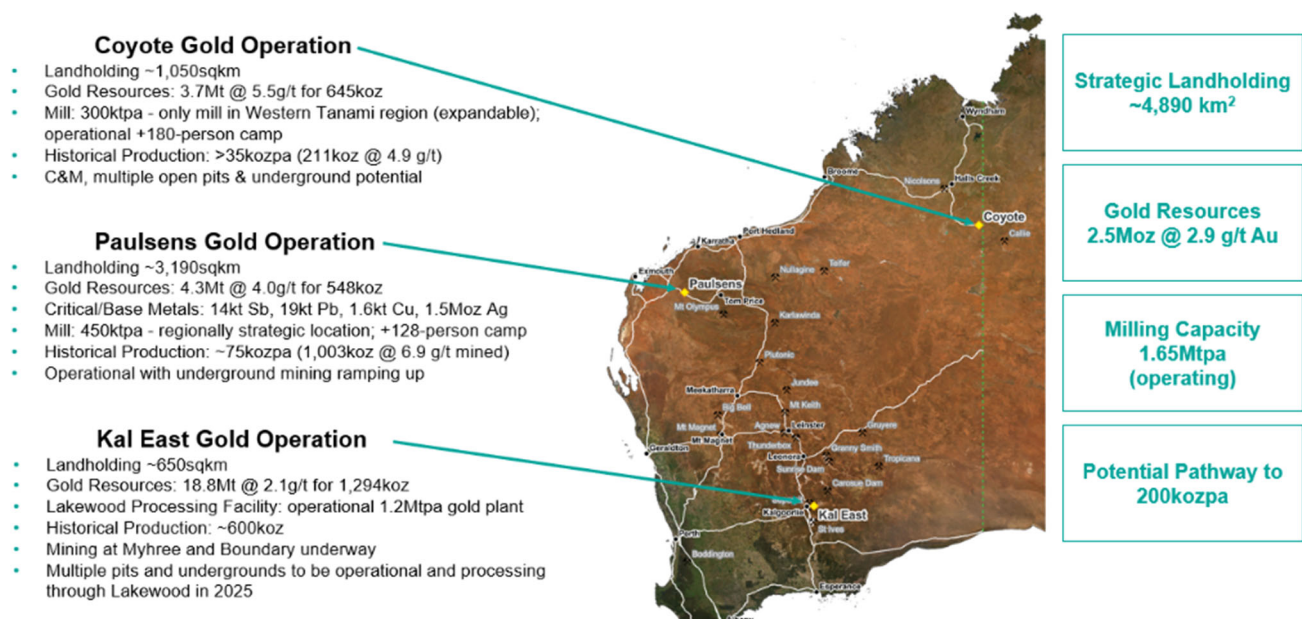 Coyote Gold Operation
• Landholding ~1,050sqkm
• Gold Resources: 3.7Mt @ 5.5g/t for 645koz
• Mill: 300ktpa - only mill in Western Tanami region (expandable);
operational +180-person camp
• Historical Production: >35kozpa (211koz @ 4.9 g/t)
• C&M, multiple open pits & underground potential
Paulsens Gold Operation
• Landholding ~3,190sqkm
• Gold Resources: 4.3Mt @ 4.0g/t for 548koz
• Critical/Base Metals: 14kt Sb, 19kt Pb, 1.6kt Cu, 1.5Moz Ag
• Mill: 450ktpa - regionally strategic location; +128-person camp
• Historical Production: ~75kozpa (1,003koz @ 6.9 g/t mined)
• Operational with underground mining ramping up
Kal East Gold Operation
• Landholding ~650sqkm
• Gold Resources: 18.8Mt @ 2.1g/t for 1,294koz
• Lakewood Processing Facility: operational 1.2Mtpa gold plant
• Historical Production: ~600koz
• Mining at Myhree and Boundary underway
• Multiple pits and undergrounds to be operational and processing
through Lakewood in 2025
Wyndham
Broome
Nicolsons
Halls Creek
Coyote
Callie
Port Hedland
Karratha
Exmouth
Paulsens
Nullagine
Telfer
Tom Price
Mt Olympus
Karlawinda
Plutonic
Meekatharra
Jundee
Big Bell
Mt Keith
Mt Magnet
Mt Magnet
Agnew
Leinster
Gruyere
Thunderbox
Geraldton
Leonora
Granny Smith
Sunrise Dam
Tropicana
Carosue Dam
Kalgoorlie
Kal East
St Ives
Perth
Boddington
Esperance
Strategic Landholding
~4,890 km²
Gold Resources
2.5Moz @ 2.9 g/t Au
Milling Capacity
1.65Mtpa
(operating)
Potential Pathway to
200kozpa